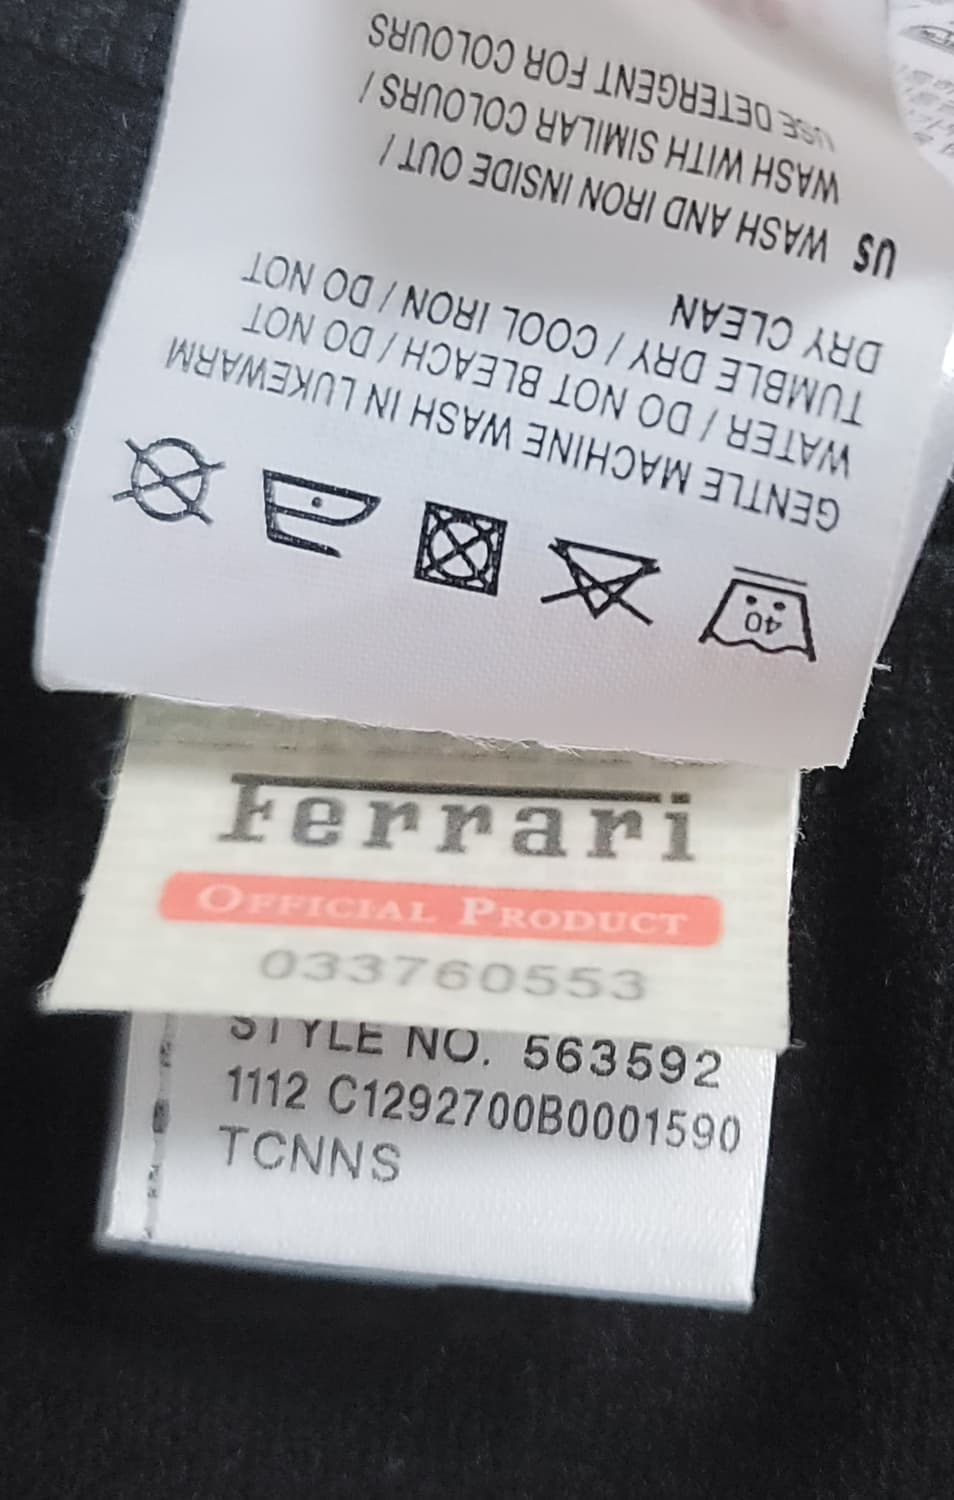 40
GENTLE MACHINE WASH IN LUKEWARM
WATER / DO NOT BLEACH / DO NOT
TUMBLE DRY / COOL IRON / DO NOT
DRY CLEAN
US WASH AND IRON INSIDE OUT /
WASH WITH SIMILAR COLOURS /
USE DETERGENT FOR COLOURS
Ferrari
OFFICIAL PRODUCT
033760553
STYLE NO. 563592
1112 C1292700B0001590
TCNNS